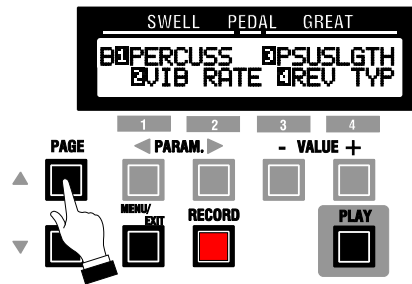 SWELL PEDAL GREAT
B1PERCUSS 3PSUSLGTH
2VIB RATE 4REV TYP
1 2 3 4
PAGE PARAM. - VALUE +
MENU/
EXIT RECORD PLAY